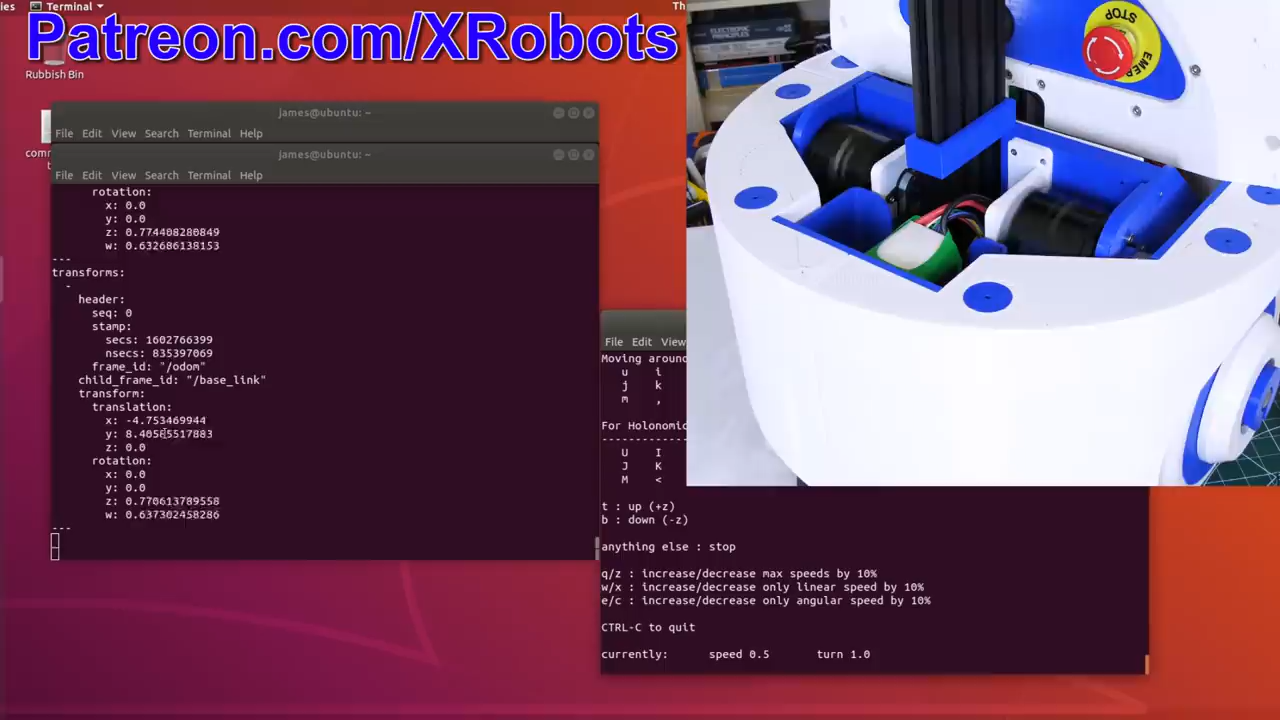 ies Terminal Th
Patreon.com/XRobots
Rubbish Bin
james@ubuntu: ~
File Edit View Search Terminal Help
james@ubuntu: ~
File Edit View Search Terminal Help
rotation:
x: 0.0
y: 0.0
z: 0.774408280849
w: 0.632686138153
---
transforms:
-
header:
seq: 0
stamp:
secs: 1602766399
nsecs: 835397069
frame_id: "/odom"
child_frame_id: "/base_link"
transform:
translation:
x: -4.753469944
z: 0.0
rotation:
x: 0.0
y: 0.0
z: 0.770613789558
w: 0.637302458286
---
File Edit View
Moving around
u i
j k
m ,
For Holonomic
---------------
U I
J K
M <
t : up (+z)
b : down (-z)
anything else : stop
q/z : increase/decrease max speeds by 10%
w/x : increase/decrease only linear speed by 10%
e/c : increase/decrease only angular speed by 10%
CTRL-C to quit
currently: speed 0.5 turn 1.0
STOP
ELECTRONIC
PRINCIPLES